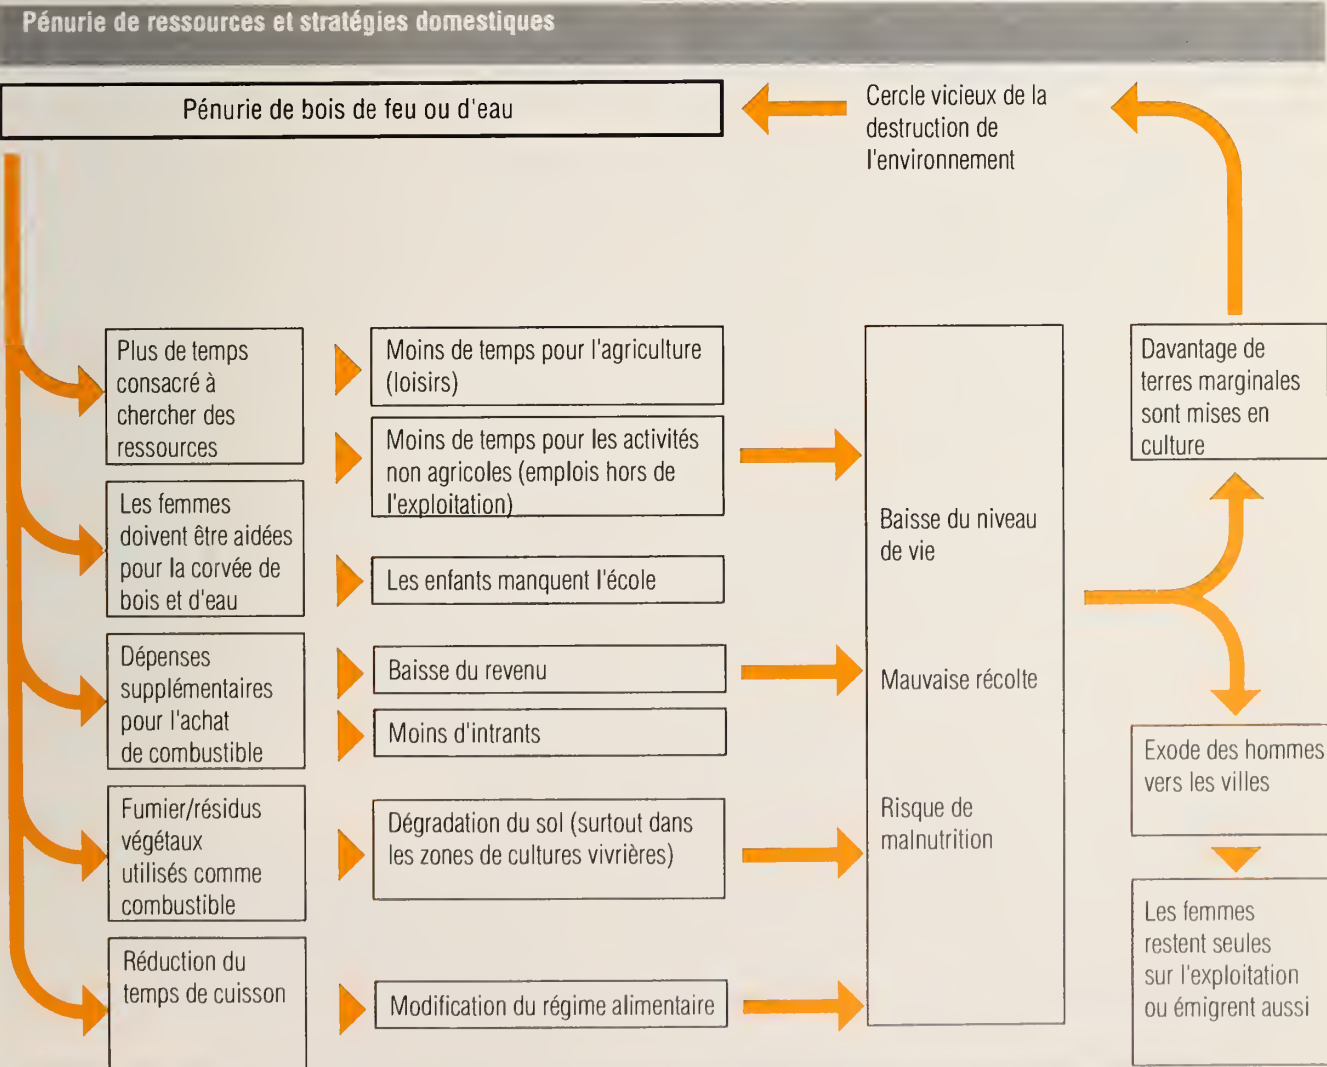 Pénurie de ressources et stratégies domestiques
Pénurie de bois de feu ou d'eau
Cercle vicieux de la
destruction de
l'environnement
Plus de temps
consacré à
chercher des
ressources
Moins de temps pour l'agriculture
(loisirs)
Moins de temps pour les activités
non agricoles (emplois hors de
l'exploitation)
Les femmes
doivent être aidées
pour la corvée de
bois et d'eau
Les enfants manquent l'école
Dépenses
supplémentaires
pour l'achat
de combustible
Baisse du revenu
Moins d'intrants
Fumier/résidus
végétaux
utilisés comme
combustible
Dégradation du sol (surtout dans
les zones de cultures vivrières)
Réduction du
temps de cuisson
Modification du régime alimentaire
Baisse du niveau
de vie
Mauvaise récolte
Risque de
malnutrition
Davantage de
terres marginales
sont mises en
culture
Exode des hommes
vers les villes
Les femmes
restent seules
sur l'exploitation
ou émigrent aussi